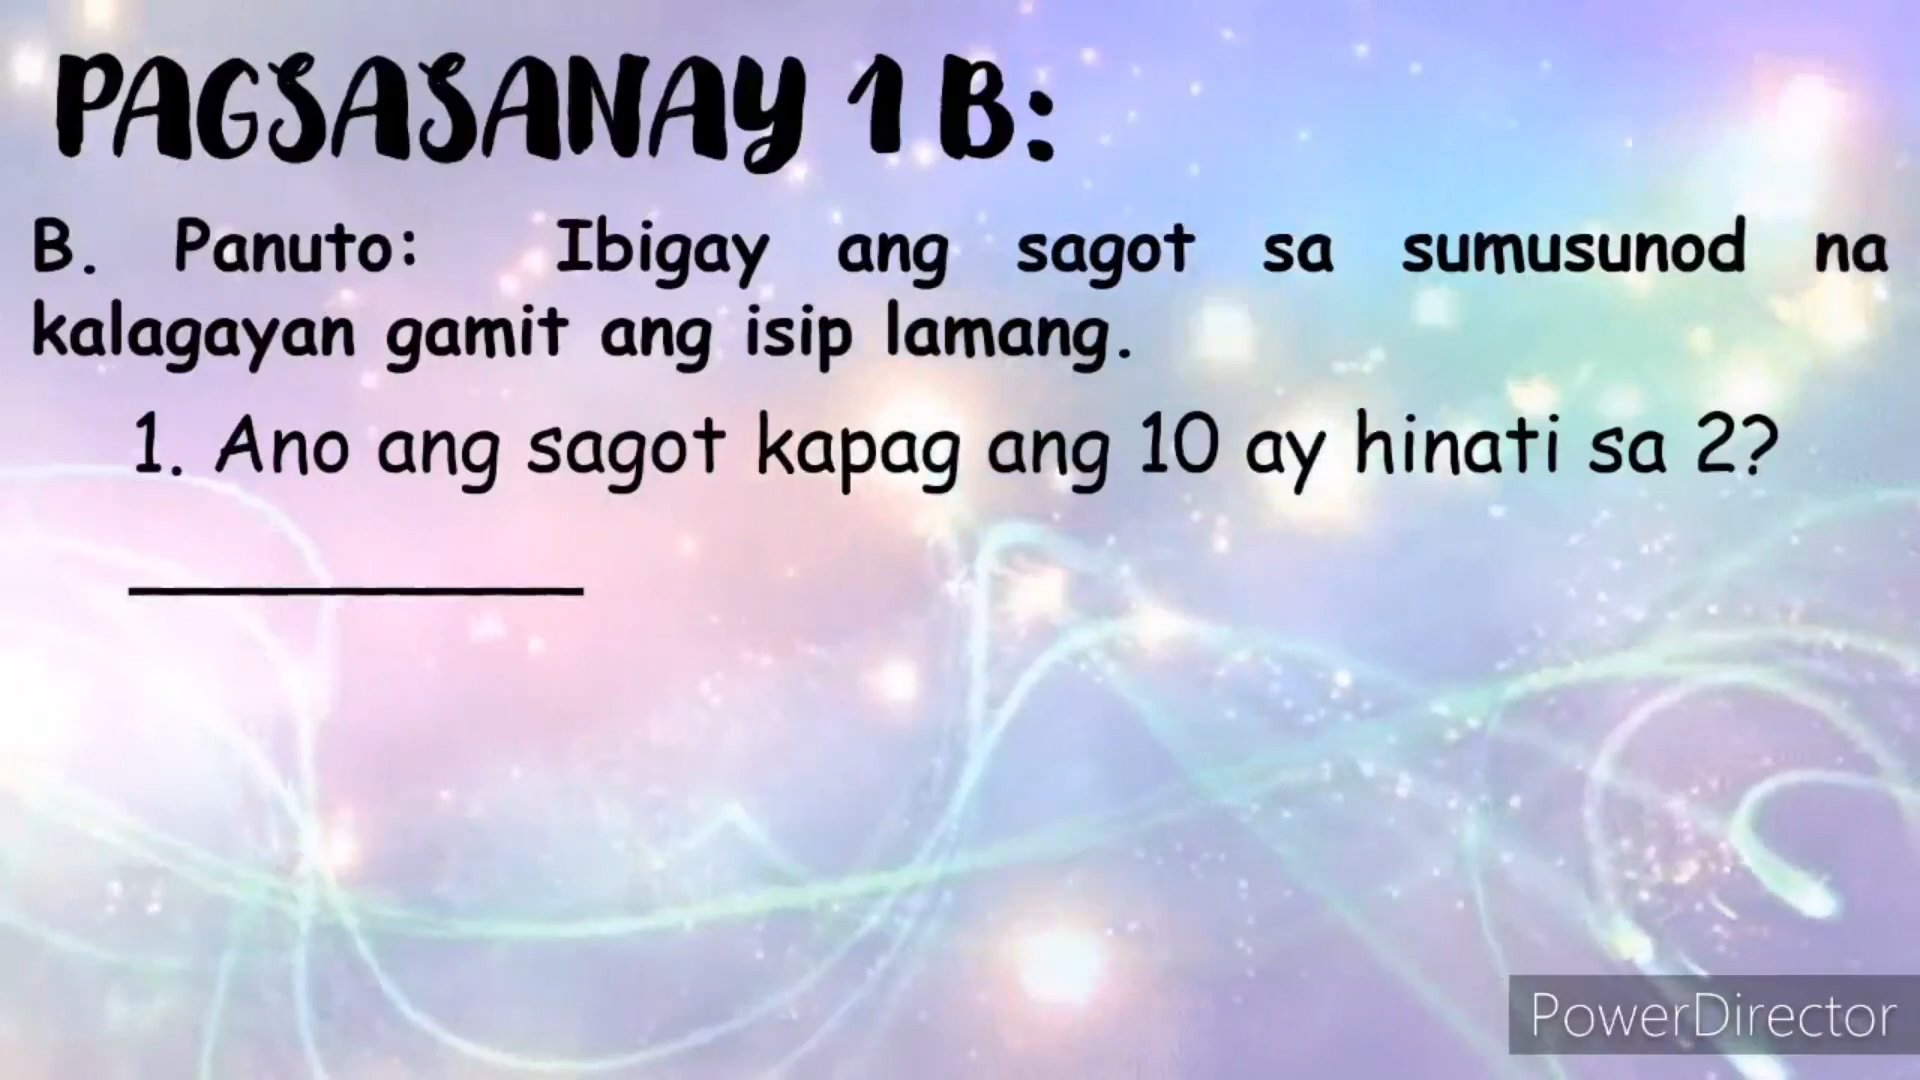 PAGSASANAY 1 B:
B. Panuto: Ibigay ang sagot sa sumusunod na
kalagayan gamit ang isip lamang.
1. Ano ang sagot kapag ang 10 ay hinati sa 2?
PowerDirector